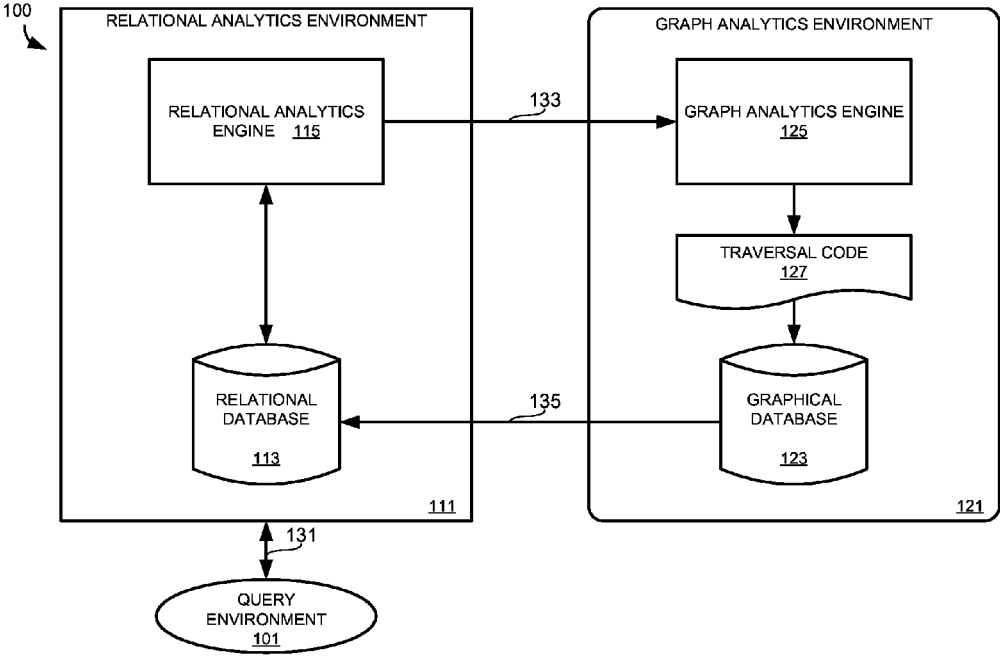 100
RELATIONAL ANALYTICS ENVIRONMENT
GRAPH ANALYTICS ENVIRONMENT
RELATIONAL ANALYTICS
ENGINE 115
133
GRAPH ANALYTICS ENGINE
125
TRAVERSAL CODE
127
RELATIONAL
DATABASE
113
135
GRAPHICAL
DATABASE
123
111
121
131
QUERY
ENVIRONMENT
101